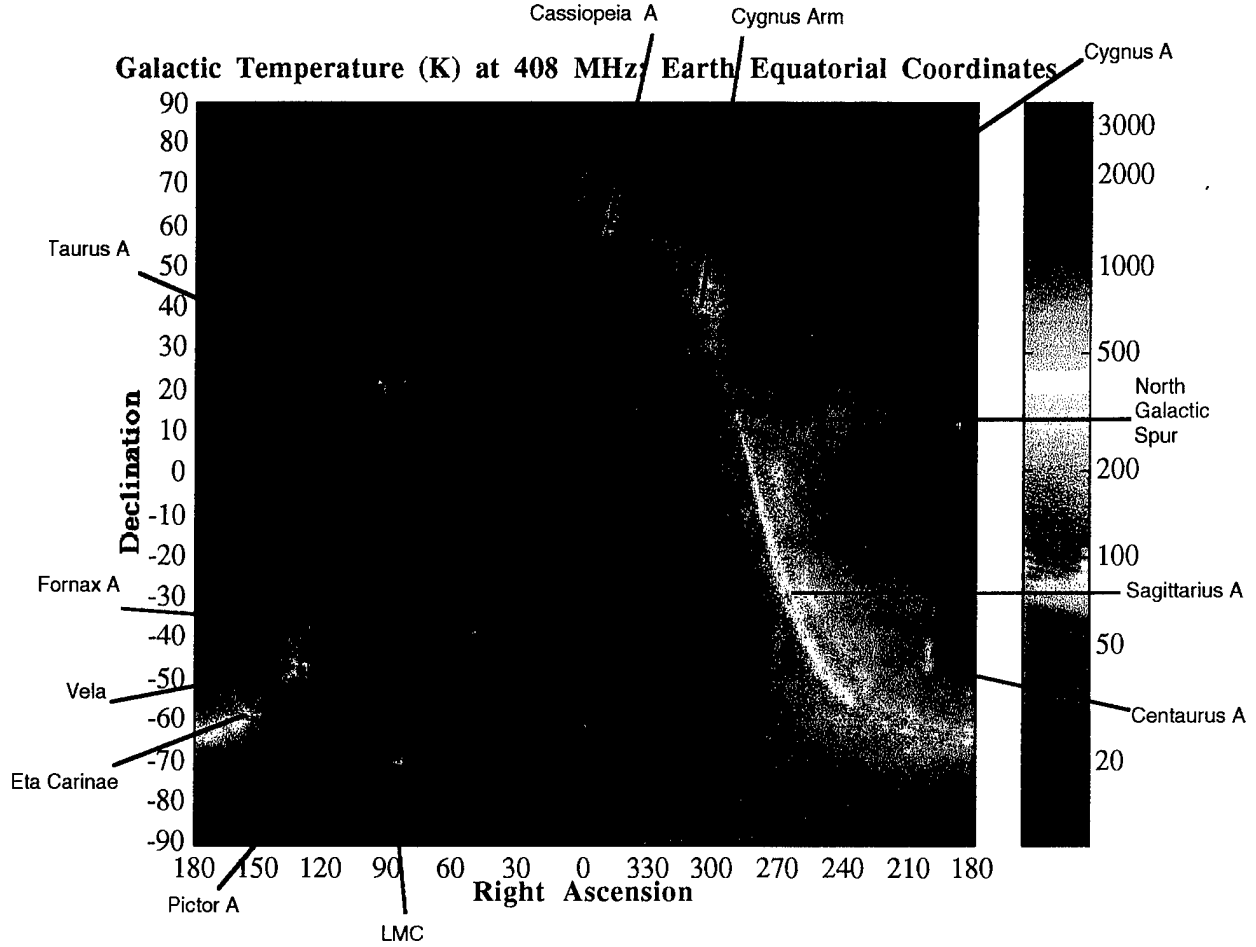 Cassiopeia A
Cygnus Arm
Cygnus A
Galactic Temperature (K) at 408 MHz: Earth Equatorial Coordinates
90
80
70
60
50
40
30
20
10
0
-10
-20
-30
-40
-50
-60
-70
-80
-90
Declination
Taurus A
Fornax A
Vela
Eta Carinae
3000
2000
1000
500
200
100
50
20
North
Galactic
Spur
Sagittarius A
Centaurus A
180 150 120 90 60 30 0 330 300 270 240 210 180
Right Ascension
Pictor A
LMC